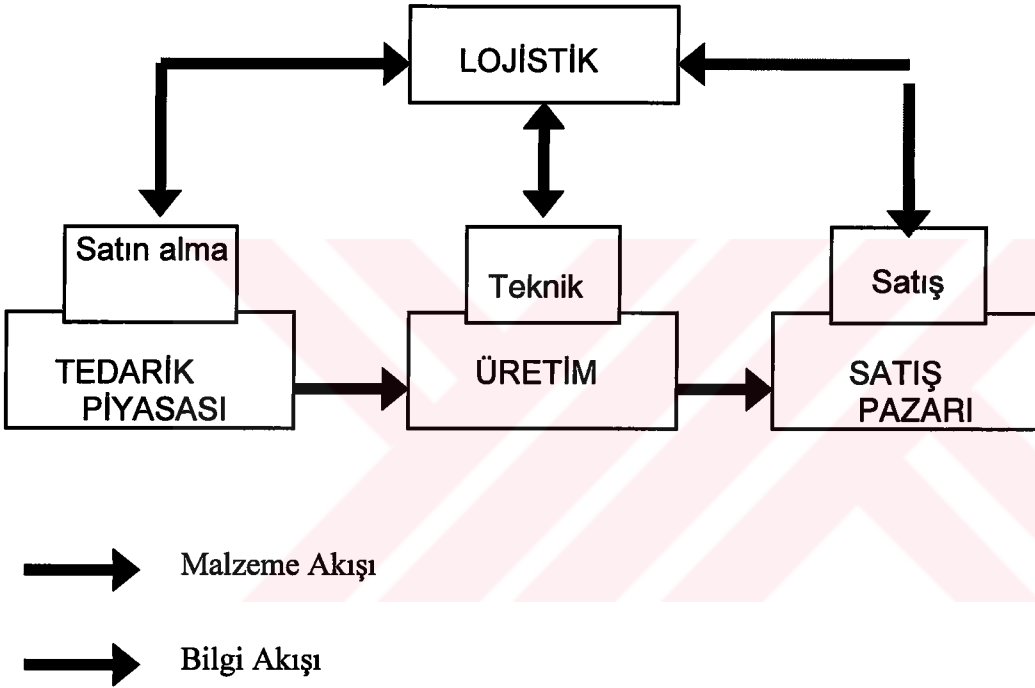 LOJİSTİK
Satın alma
Teknik
Satış
TEDARİK
PİYASASI
ÜRETİM
SATIŞ
PAZARI
Malzeme Akışı
Bilgi Akışı